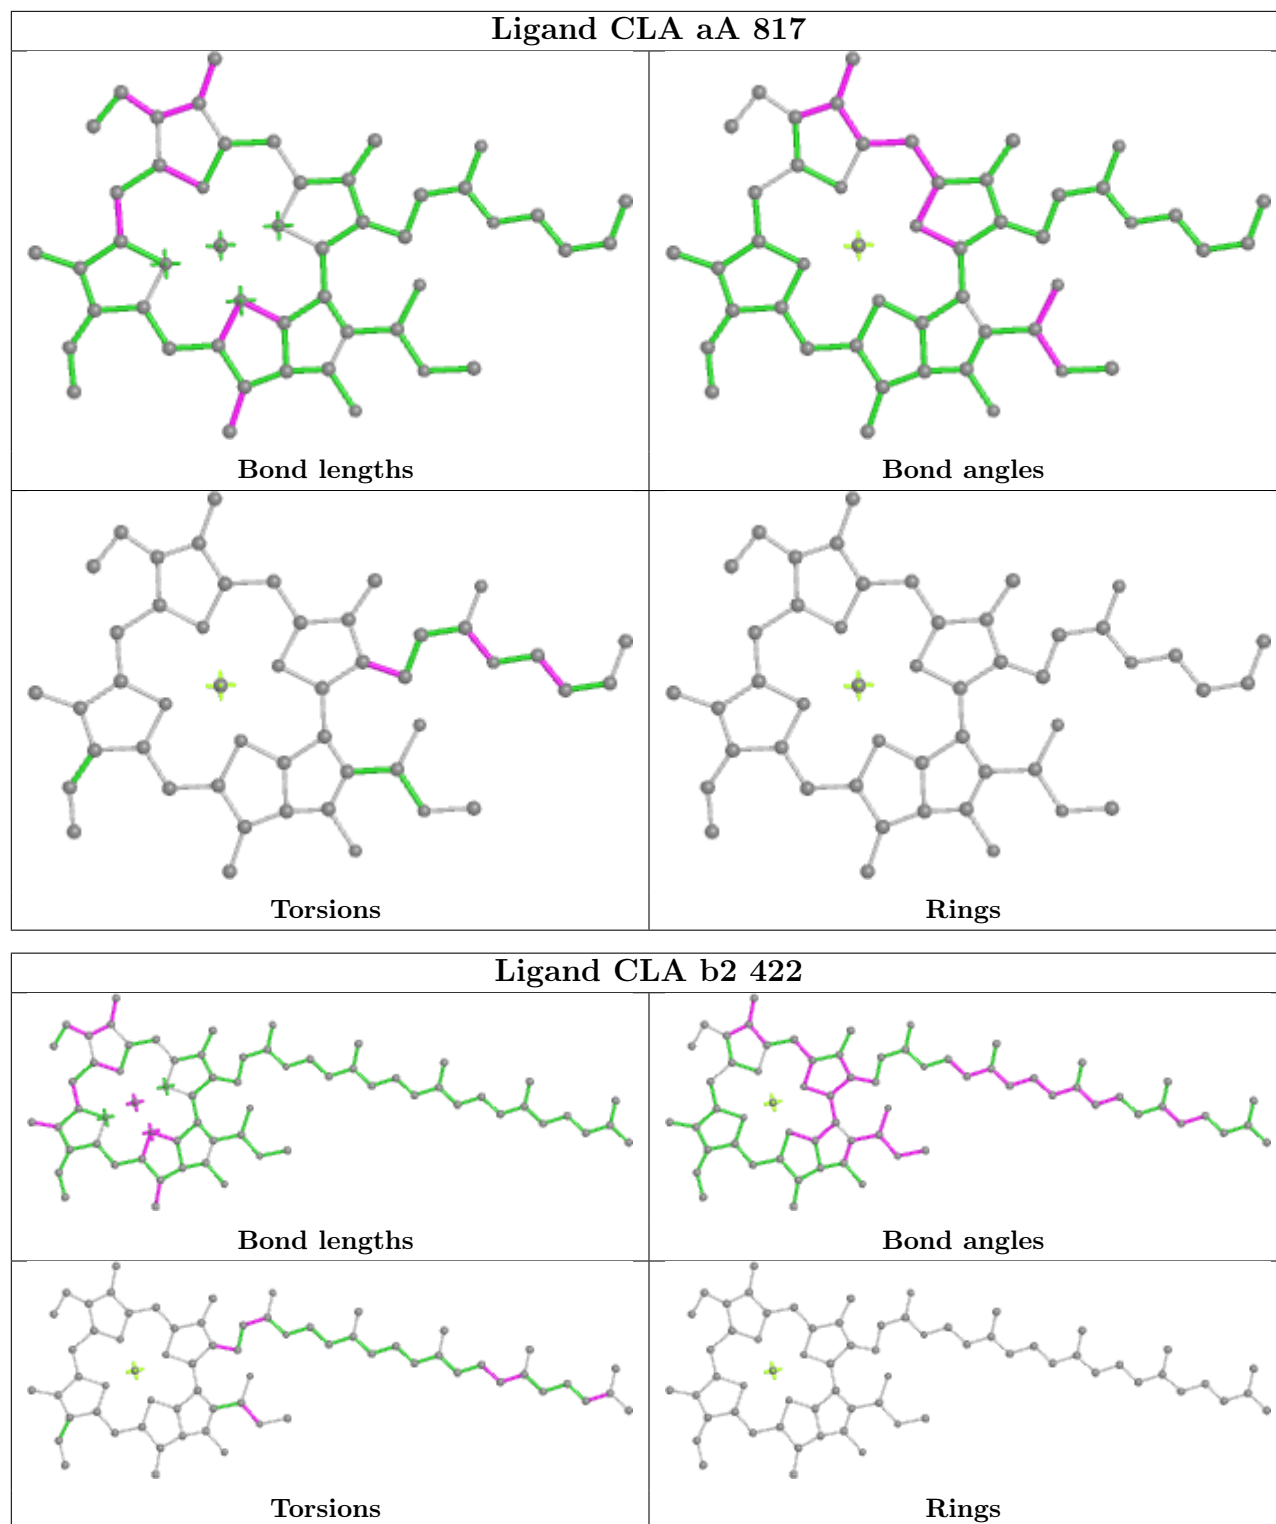 Ligand CLA aA 817
Bond lengths
Bond angles
Torsions
Rings
Ligand CLA b2 422
Bond lengths
Bond angles
Torsions
Rings